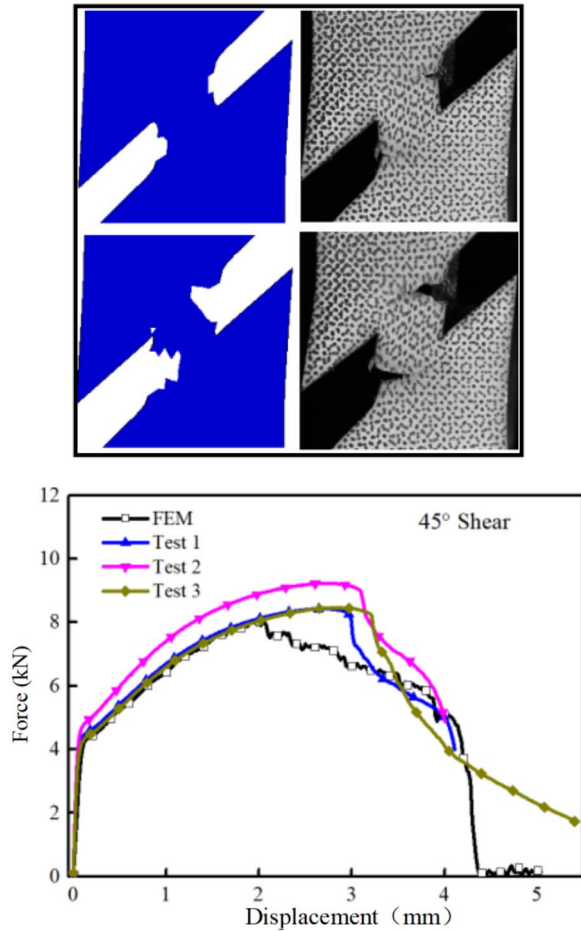 12
10
8
6
4
2
0
Force (kN)
FEM
Test 1
Test 2
Test 3
45° Shear
0 1 2 3 4 5
Displacement（mm）